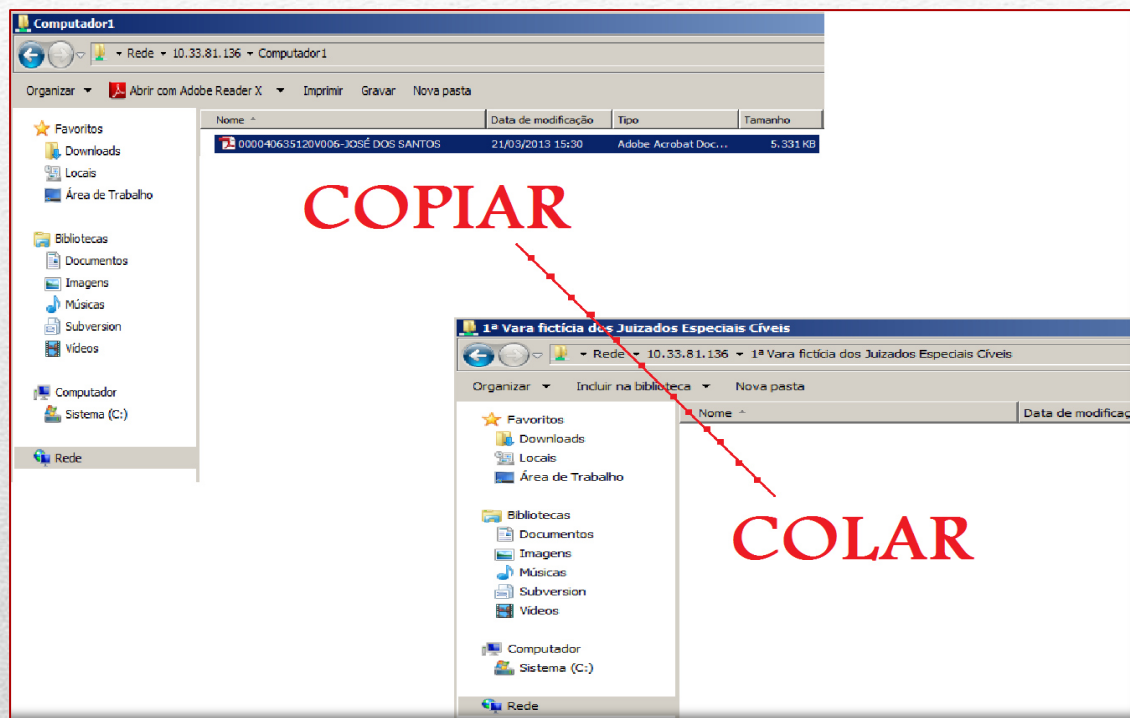 Computador1
Rede 10.33.81.136 Computador1
Organizar Abrir com Adobe Reader X Imprimir Gravar Nova pasta
Nome Data de modificação Tipo Tamanho
000040635120V006-JOSÉ DOS SANTOS 21/03/2013 15:30 Adobe Acrobat Doc... 5.331 KB
Favoritos
Downloads
Locais
Área de Trabalho
Bibliotecas
Documentos
Imagens
Músicas
Subversion
Vídeos
Computador
Sistema (C:)
Rede
COPIAR
1ª Vara fictícia dos Juizados Especiais Cíveis
Rede 10.33.81.136 1ª Vara fictícia dos Juizados Especiais Cíveis
Organizar Incluir na biblioteca Nova pasta
Nome Data de modificaç
Favoritos
Downloads
Locais
Área de Trabalho
Bibliotecas
Documentos
Imagens
Músicas
Subversion
Vídeos
Computador
Sistema (C:)
Rede
COLAR